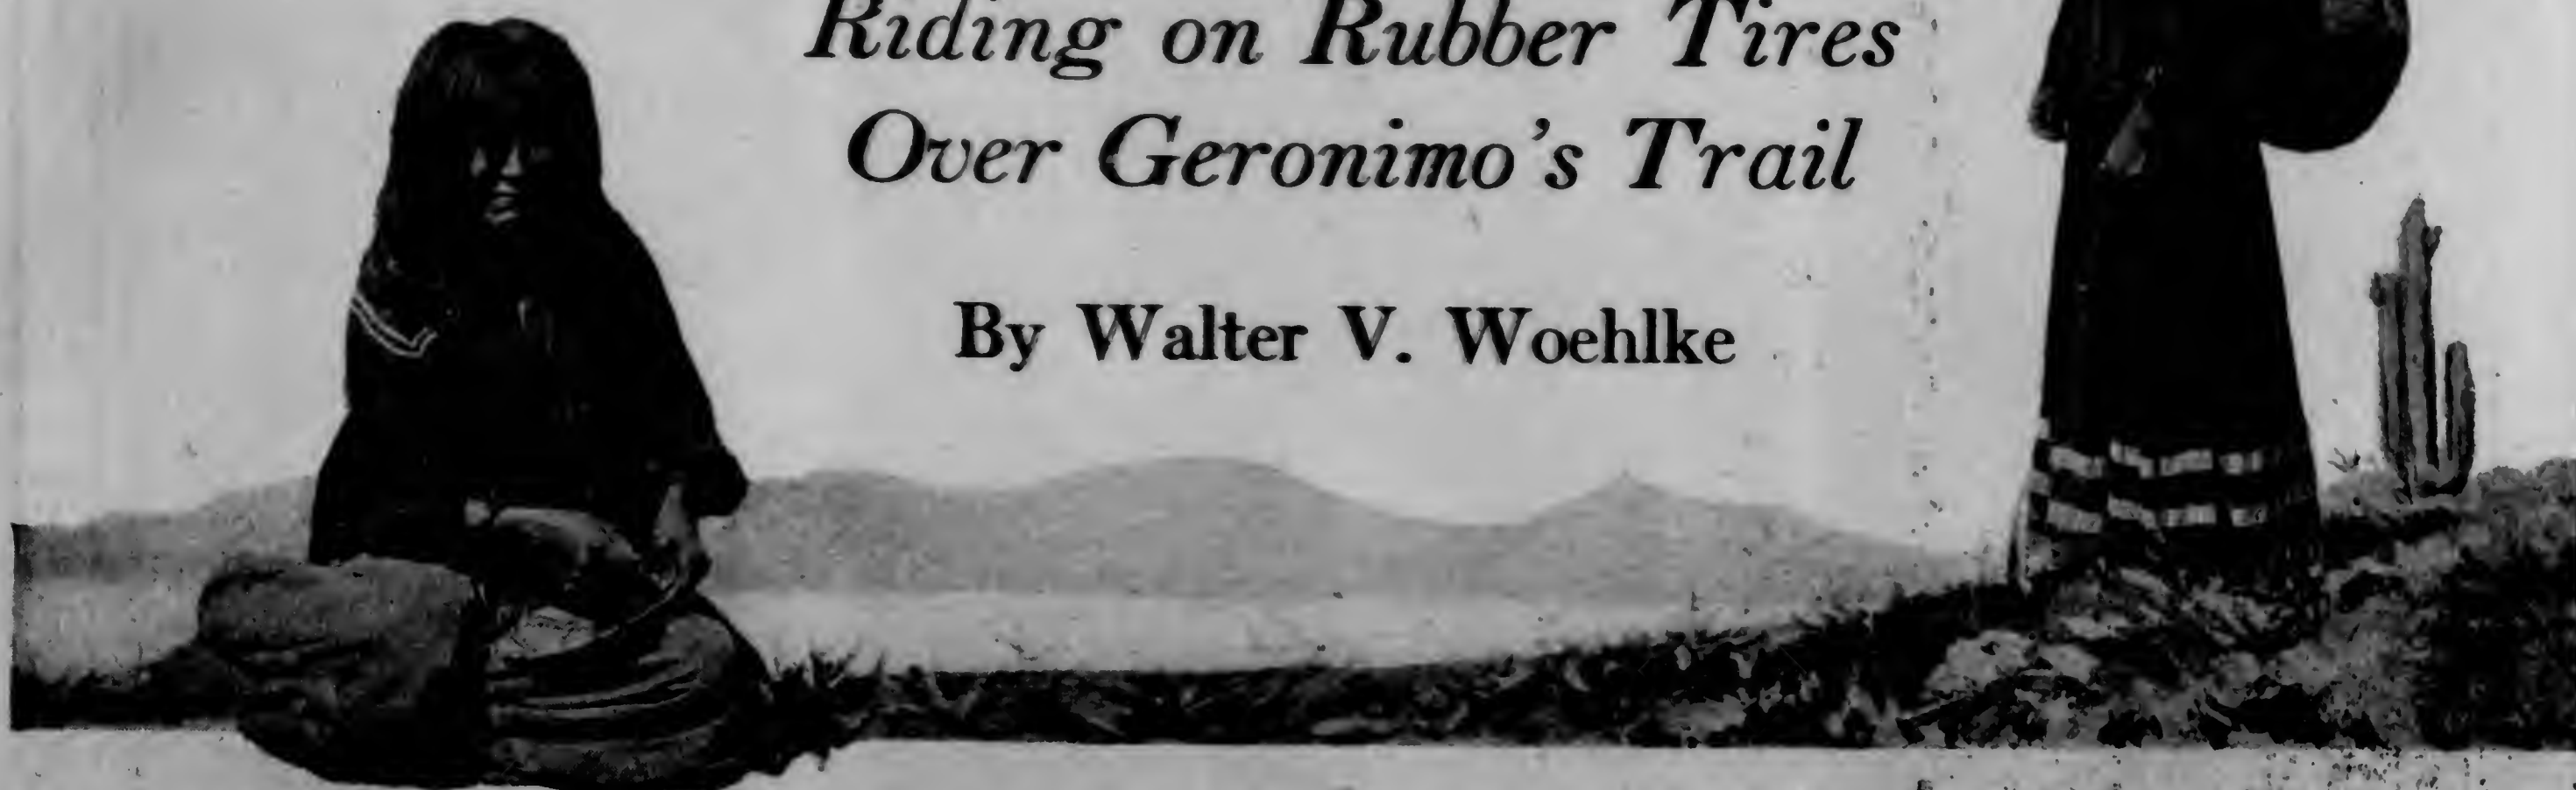 Riding on Rubber Tires
Over Geronimo's Trail
By Walter V. Woehlke